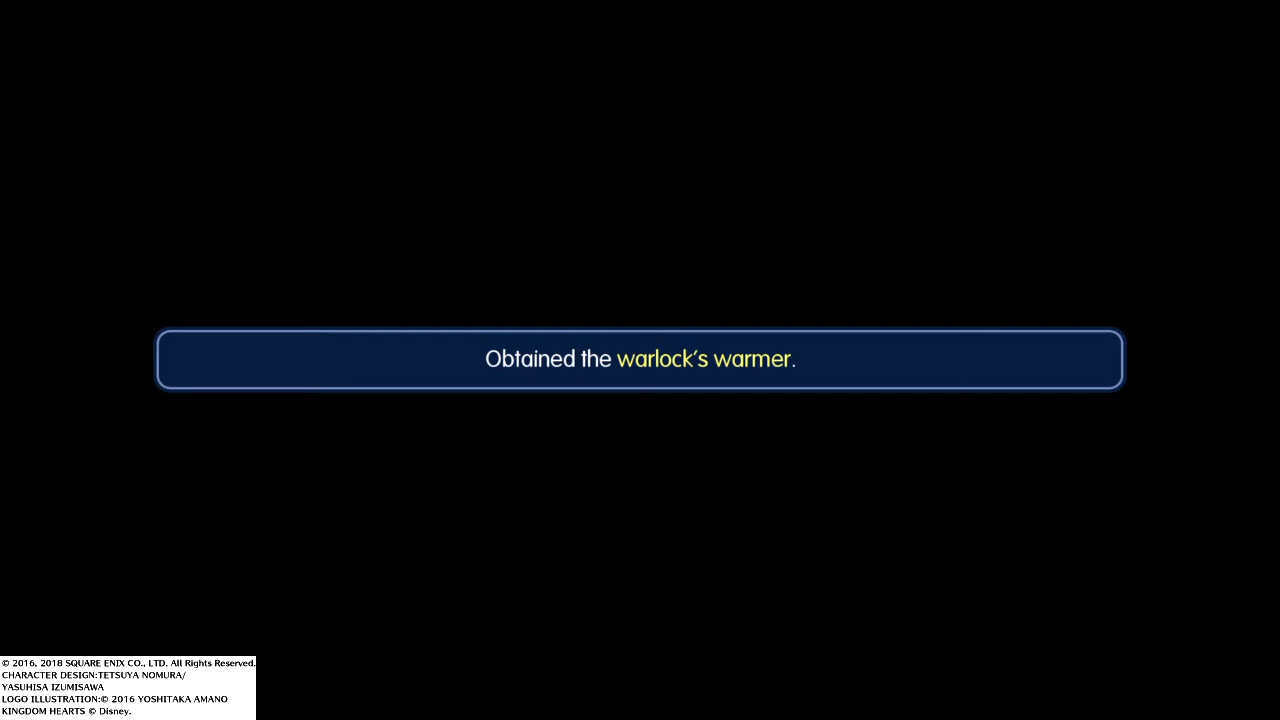 Obtained the warlock's warmer.
© 2016, 2018 SQUARE ENIX CO., LTD. All Rights Reserved.
CHARACTER DESIGN:TETSUYA NOMURA/
YASUHISA IZUMISAWA
LOGO ILLUSTRATION:© 2016 YOSHITAKA AMANO
KINGDOM HEARTS © Disney.